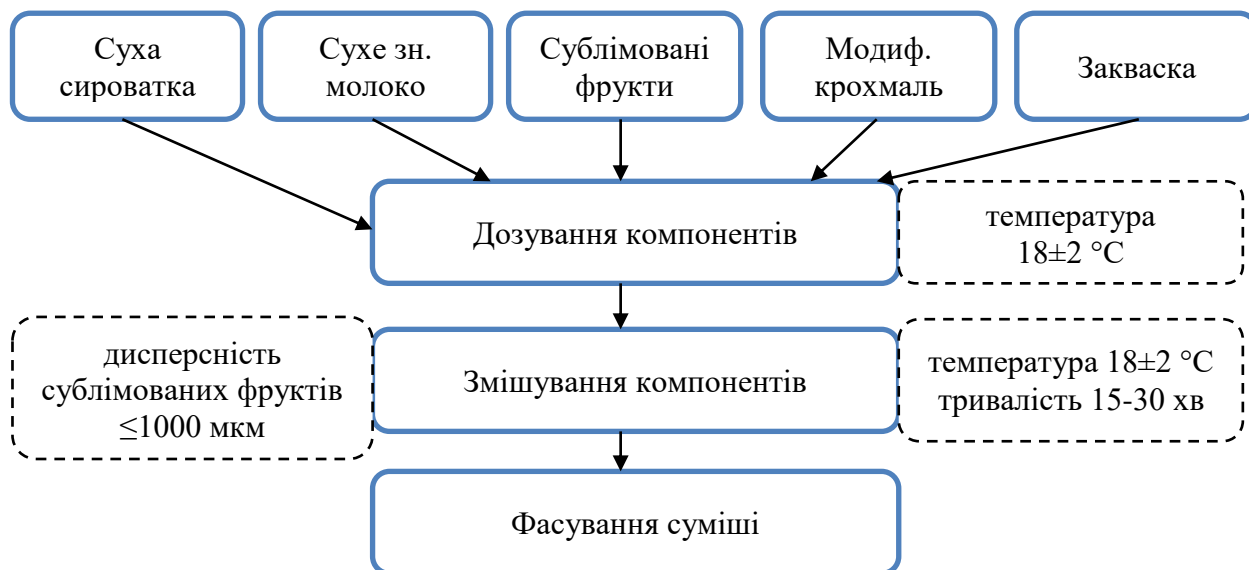 Суха
сироватка
Сухе зн.
молоко
Сублімовані
фрукти
Модиф.
крохмаль
Закваска
Дозування компонентів
температура
18±2 °С
дисперсність
сублімованих фруктів
≤1000 мкм
Змішування компонентів
температура 18±2 °С
тривалість 15-30 хв
Фасування суміші